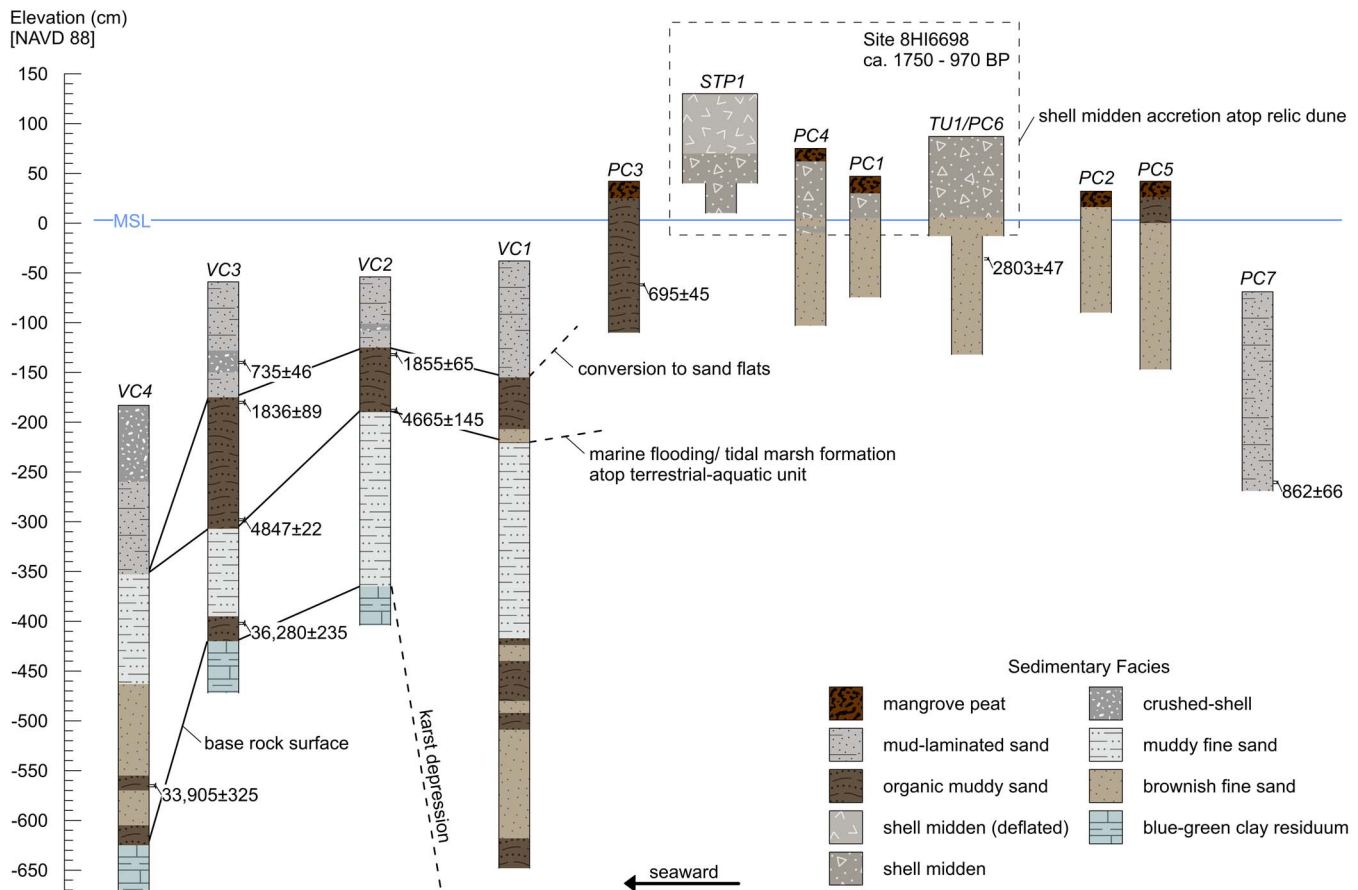 Elevation (cm)
[NAVD 88]
150
100
50
0
-50
-100
-150
-200
-250
-300
-350
-400
-450
-500
-550
-600
-650
MSL
Site 8HI6698
ca. 1750 - 970 BP
shell midden accretion atop relic dune
STP1
PC4
PC1
TU1/PC6
PC3
PC2
PC5
PC7
VC1
VC2
VC3
VC4
695±45
2803±47
862±66
735±46
1836±89
1855±65
4665±145
4847±22
36,280±235
33,905±325
conversion to sand flats
marine flooding/ tidal marsh formation
atop terrestrial-aquatic unit
base rock surface
karst depression
seaward
Sedimentary Facies
mangrove peat
mud-laminated sand
organic muddy sand
shell midden (deflated)
shell midden
crushed-shell
muddy fine sand
brownish fine sand
blue-green clay residuum